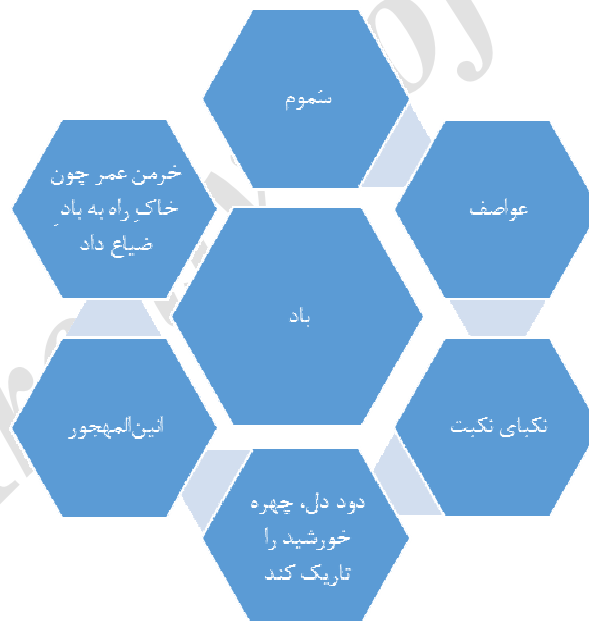 سَموم
عواصف
نکبای نکبت
دود دل، چهره
خورشید را
تاریک کند
انین‌المهجور
خرمن عمر چون
خاکِ راه به بادِ
ضیاع داد
باد